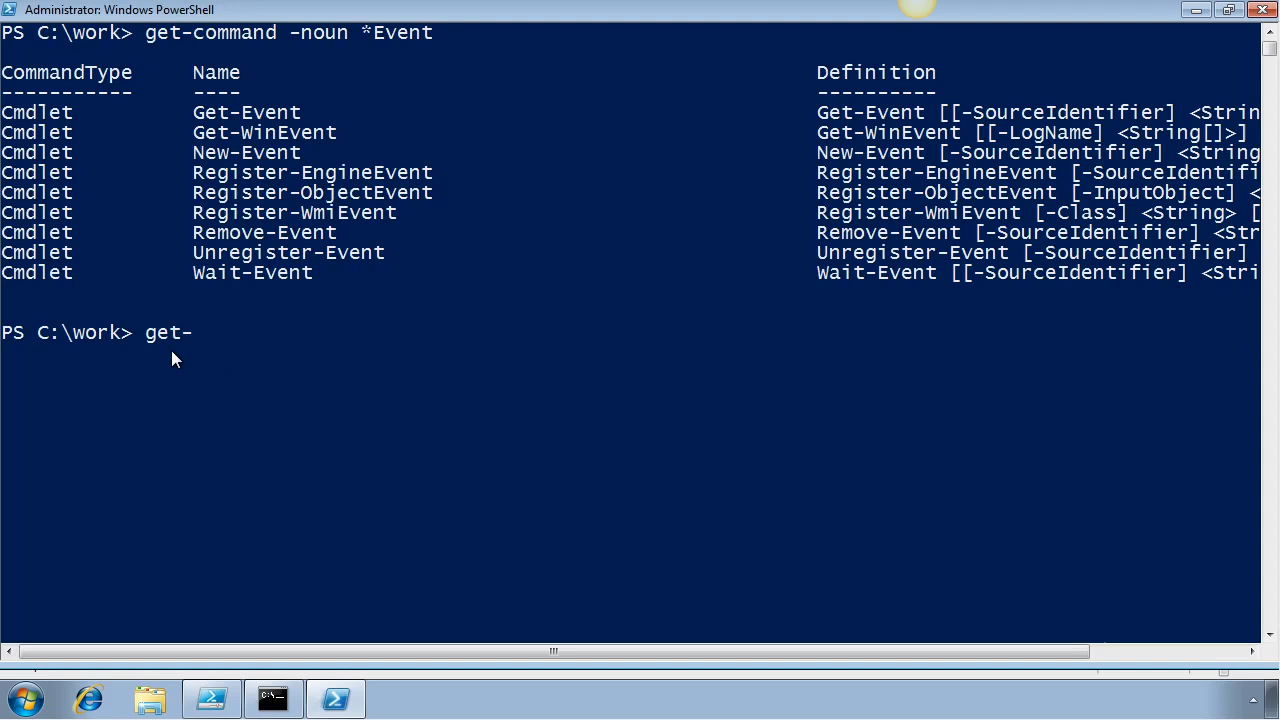 Administrator: Windows PowerShell
PS C:\work> get-command -noun *Event
CommandType Name Definition
----------- ---- ----------
Cmdlet Get-Event Get-Event [[-SourceIdentifier] <Strin
Cmdlet Get-WinEvent Get-WinEvent [[-LogName] <String[]>]
Cmdlet New-Event New-Event [-SourceIdentifier] <String
Cmdlet Register-EngineEvent Register-EngineEvent [-SourceIdentifi
Cmdlet Register-ObjectEvent Register-ObjectEvent [-InputObject] <
Cmdlet Register-WmiEvent Register-WmiEvent [-Class] <String> [
Cmdlet Remove-Event Remove-Event [-SourceIdentifier] <Str
Cmdlet Unregister-Event Unregister-Event [-SourceIdentifier]
Cmdlet Wait-Event Wait-Event [[-SourceIdentifier] <Stri
PS C:\work> get-
C:\_